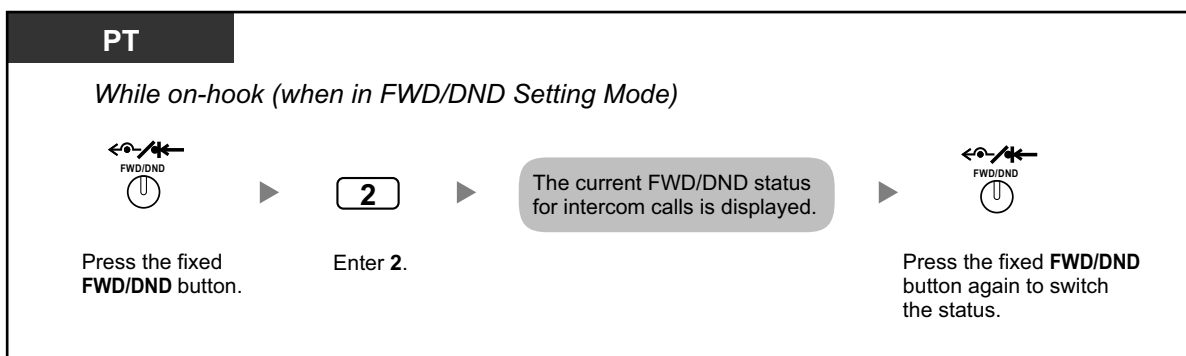 PT
While on-hook (when in FWD/DND Setting Mode)
FWD/DND
Press the fixed
FWD/DND button.
2
Enter 2.
The current FWD/DND status
for intercom calls is displayed.
FWD/DND
Press the fixed FWD/DND
button again to switch
the status.